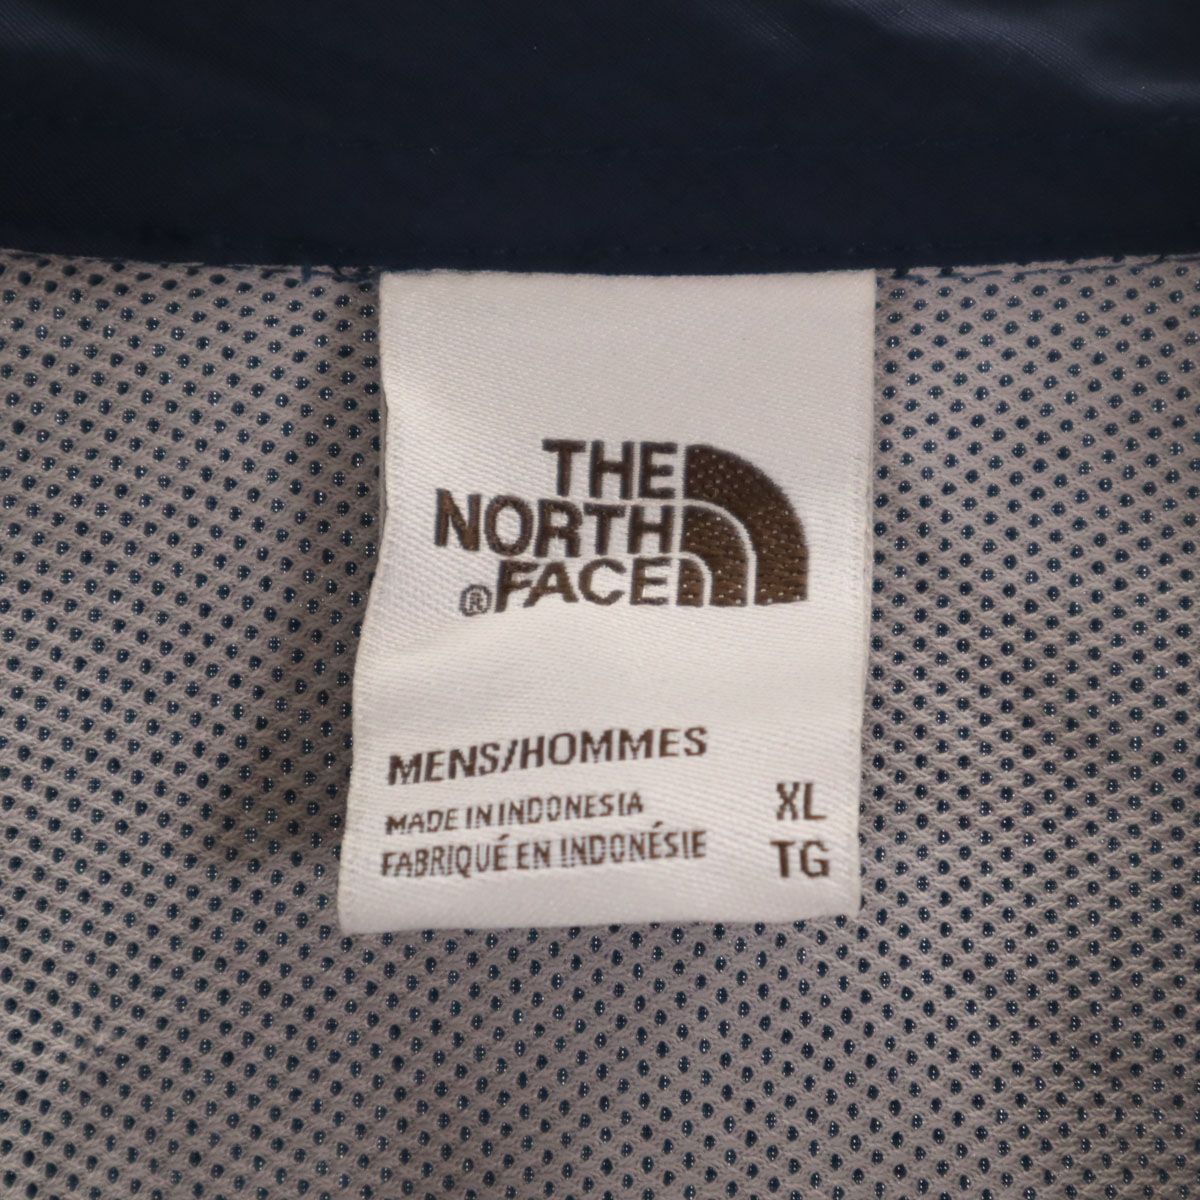 THE
NORTH
®FACE
MENS/HOMMES
MADE IN INDONESIA
FABRIQUÉ EN INDONÉSIE
XL
TG